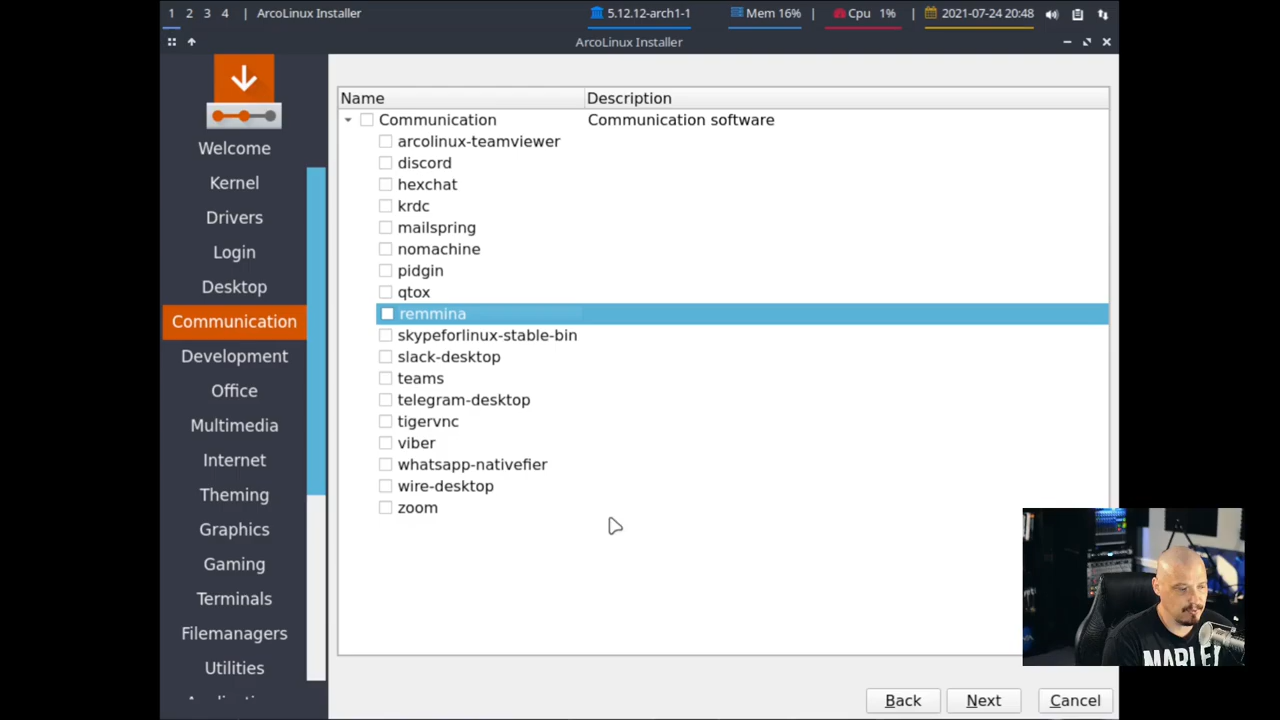 1 2 3 4 | ArcoLinux Installer 5.12.12-arch1-1 Mem 16% | Cpu 1% | 2021-07-24 20:48
ArcoLinux Installer
Welcome
Kernel
Drivers
Login
Desktop
Communication
Development
Office
Multimedia
Internet
Theming
Graphics
Gaming
Terminals
Filemanagers
Utilities
Name Description
Communication Communication software
arcolinux-teamviewer
discord
hexchat
krdc
mailspring
nomachine
pidgin
qtox
remmina
skypeforlinux-stable-bin
slack-desktop
teams
telegram-desktop
tigervnc
viber
whatsapp-nativefier
wire-desktop
zoom
Back Next Cancel